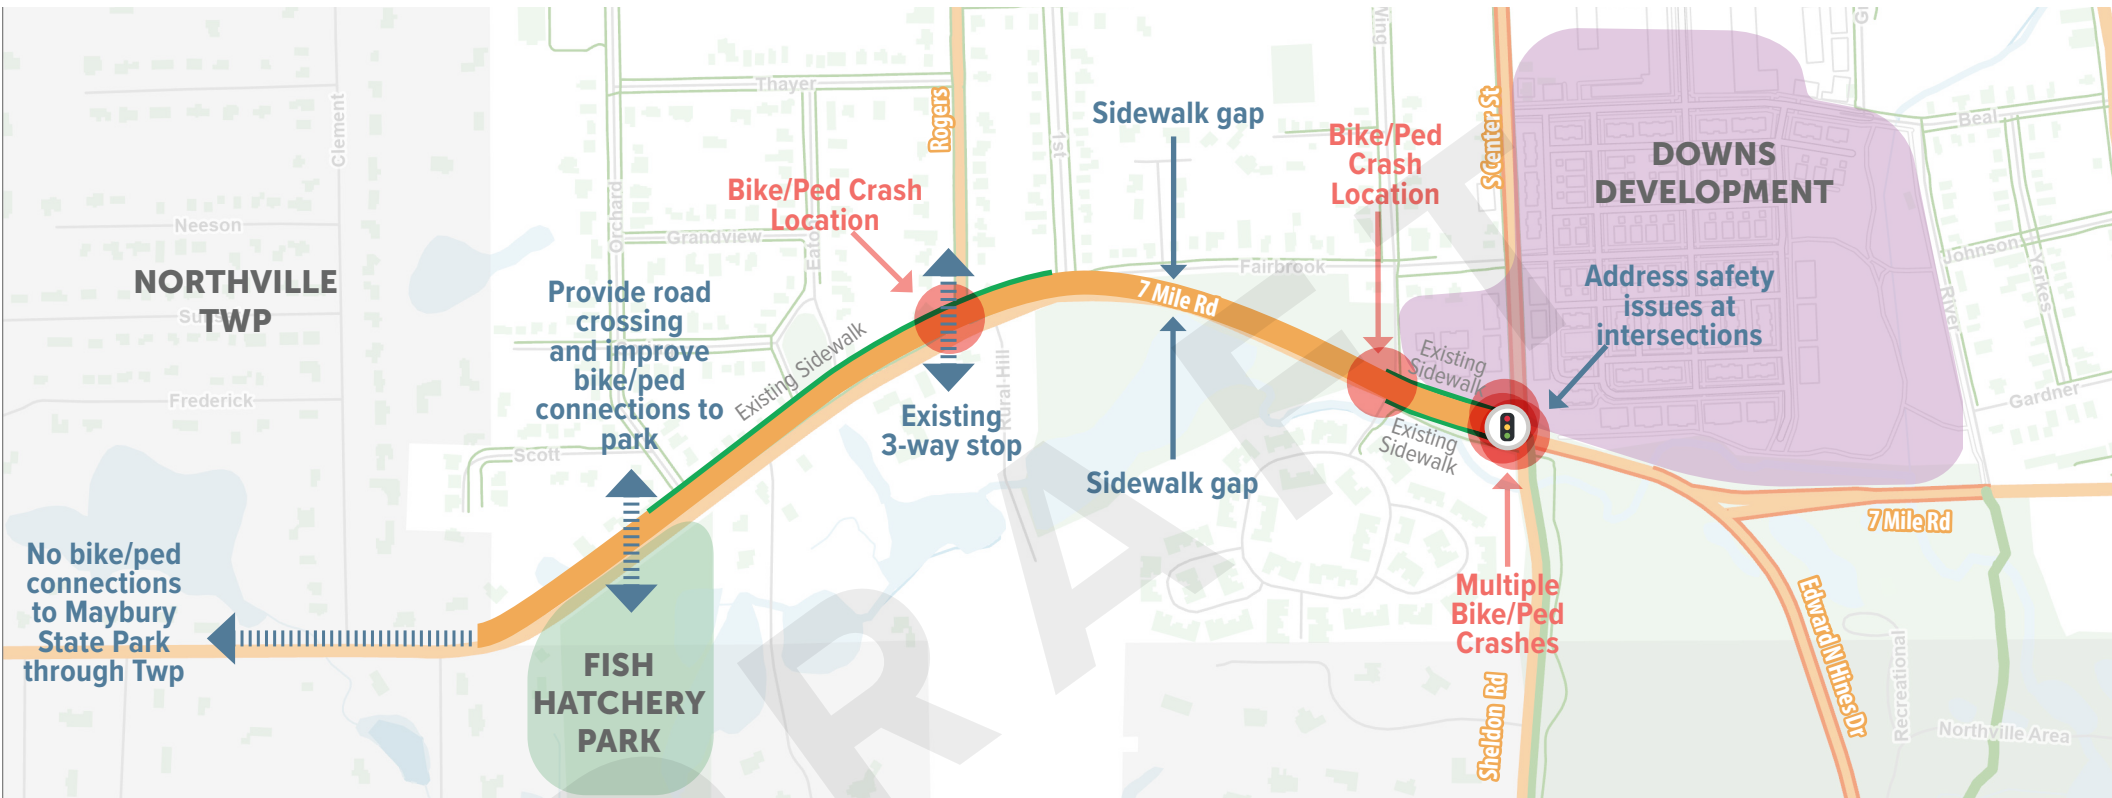 Clement
Neeson
NORTHVILLE
TWP
Frederick
No bike/ped
connections
to Maybury
State Park
through Twp
Scott
Thayer
Orchard
Grandview
Eato
Rogers
Bike/Ped Crash
Location
Provide road
crossing
and improve
bike/ped
connections to
park
Existing Sidewalk
Existing
3-way stop
Rural Hill
FISH
HATCHERY
PARK
1st
Sidewalk gap
Fairbrook
7 Mile Rd
Sidewalk gap
Wing
Bike/Ped
Crash
Location
S Center St
Existing
Sidewalk
Existing
Sidewalk
Multiple
Bike/Ped
Crashes
Sheldon Rd
DOWNS
DEVELOPMENT
Address safety
issues at
intersections
Beal
Johnson
Yerkes
River
Gardner
7 Mile Rd
Edward N Hines Dr
Recreational
Northville Area
DRAFT